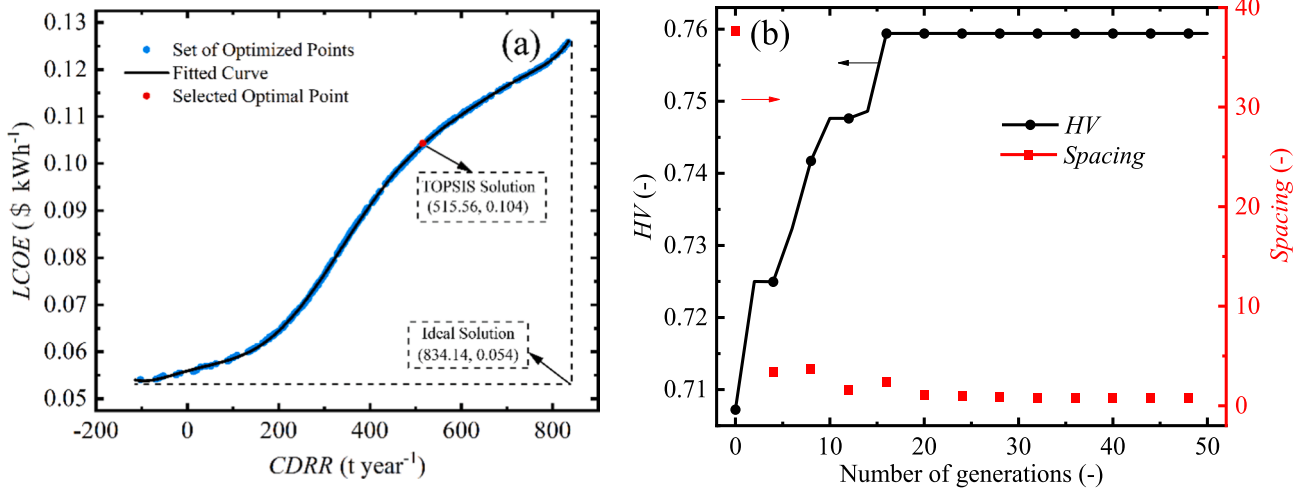 (a)
Set of Optimized Points
Fitted Curve
Selected Optimal Point
TOPSIS Solution
(515.56, 0.104)
Ideal Solution
(834.14, 0.054)
LCOE ($ kWh-1)
0.13
0.12
0.11
0.10
0.09
0.08
0.07
0.06
0.05
-200
0
200
400
600
800
CDRR (t year-1)
(b)
HV
Spacing
HV (-)
0.76
0.75
0.74
0.73
0.72
0.71
0
10
20
30
40
50
Number of generations (-)
40
30
20
10
0
Spacing (-)